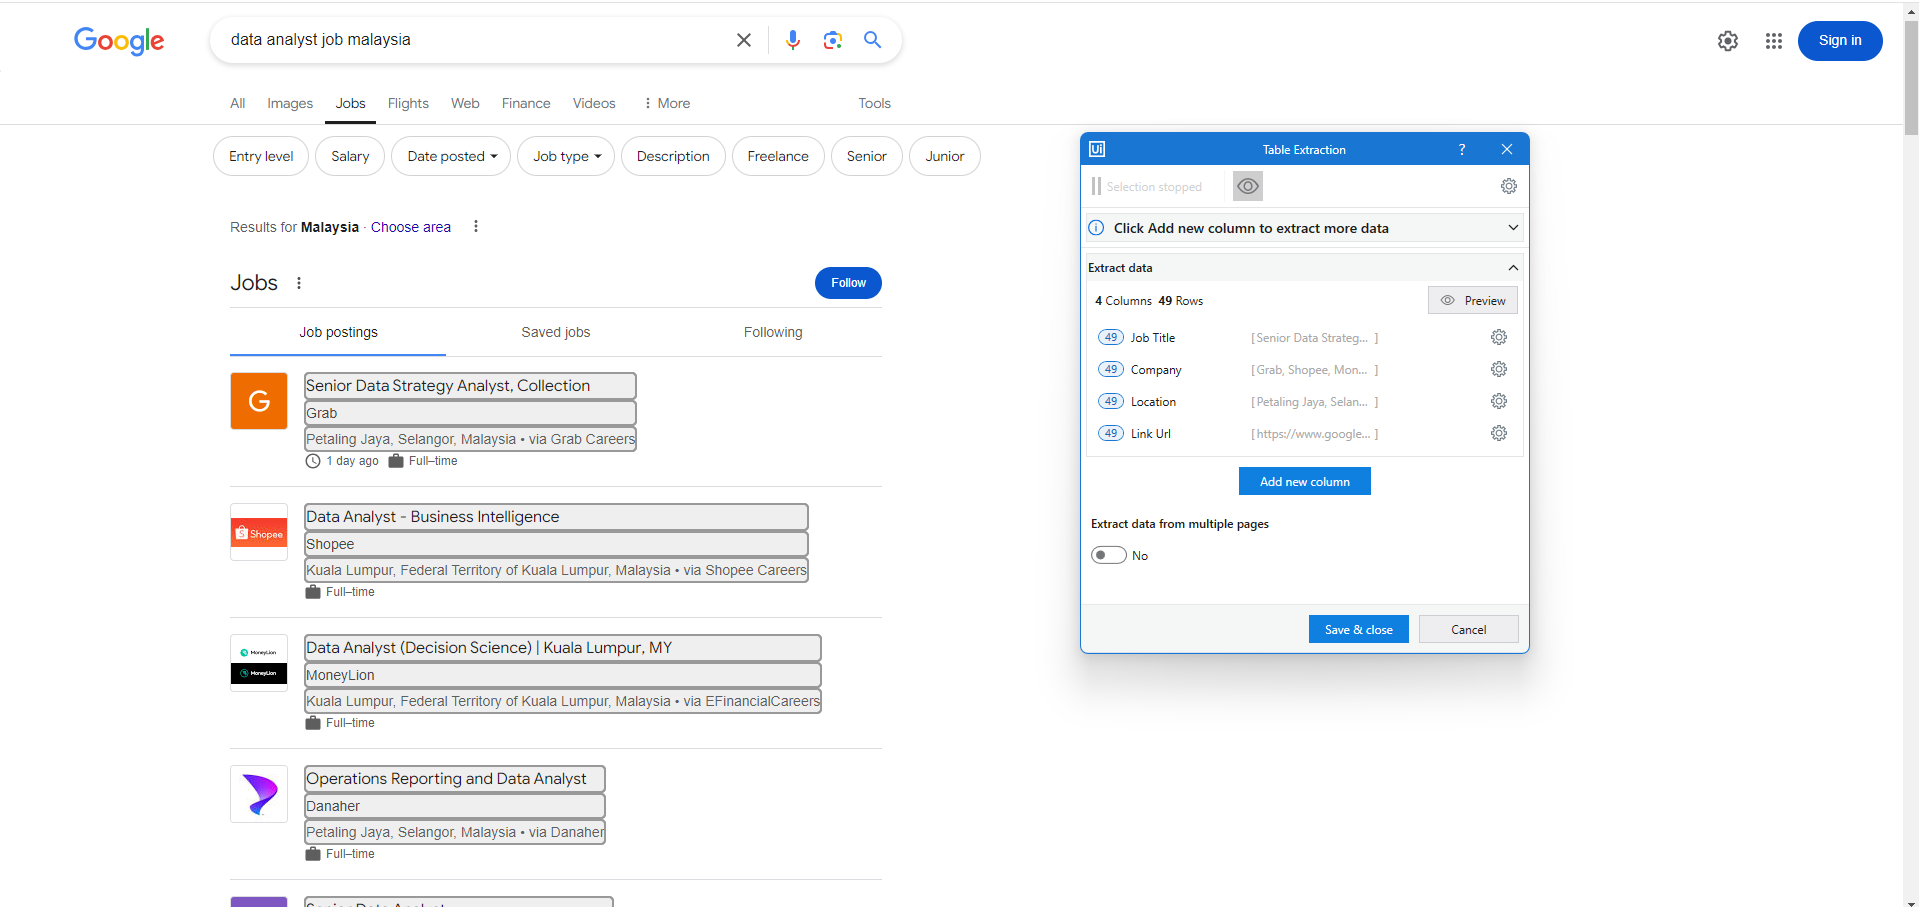 Google
data analyst job malaysia
Sign in
All Images Jobs Flights Web Finance Videos More Tools
Entry level Salary Date posted Job type Description Freelance Senior Junior
Results for Malaysia · Choose area
Jobs
Follow
Job postings Saved jobs Following
G
Senior Data Strategy Analyst, Collection
Grab
Petaling Jaya, Selangor, Malaysia • via Grab Careers
1 day ago Full–time
Shopee
Data Analyst - Business Intelligence
Shopee
Kuala Lumpur, Federal Territory of Kuala Lumpur, Malaysia • via Shopee Careers
Full–time
MoneyLion
MoneyLion
Data Analyst (Decision Science) | Kuala Lumpur, MY
MoneyLion
Kuala Lumpur, Federal Territory of Kuala Lumpur, Malaysia • via EFinancialCareers
Full–time
Operations Reporting and Data Analyst
Danaher
Petaling Jaya, Selangor, Malaysia • via Danaher
Full–time
Senior Data Analyst
Ui Table Extraction ?
Selection stopped
Click Add new column to extract more data
Extract data
4 Columns 49 Rows Preview
49 Job Title [ Senior Data Strateg... ]
49 Company [ Grab, Shopee, Mon... ]
49 Location [ Petaling Jaya, Selan... ]
49 Link Url [ https://www.google... ]
Add new column
Extract data from multiple pages
No
Save & close Cancel